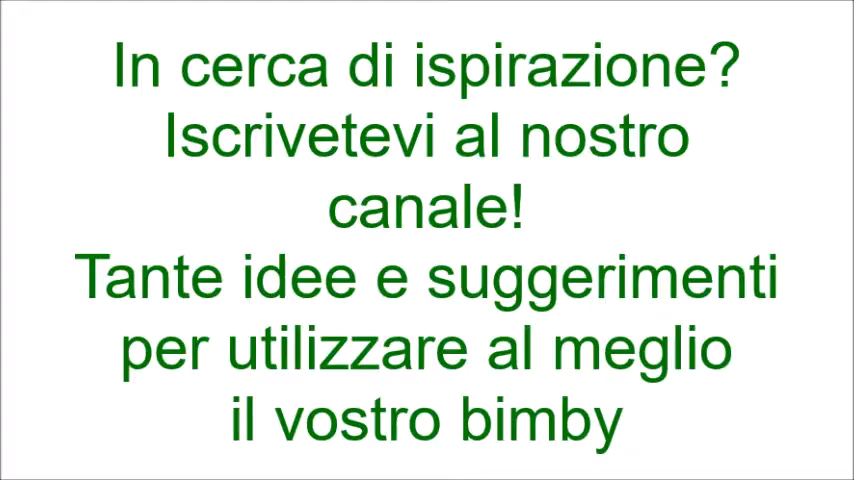 In cerca di ispirazione?
Iscrivetevi al nostro
canale!
Tante idee e suggerimenti
per utilizzare al meglio
il vostro bimby